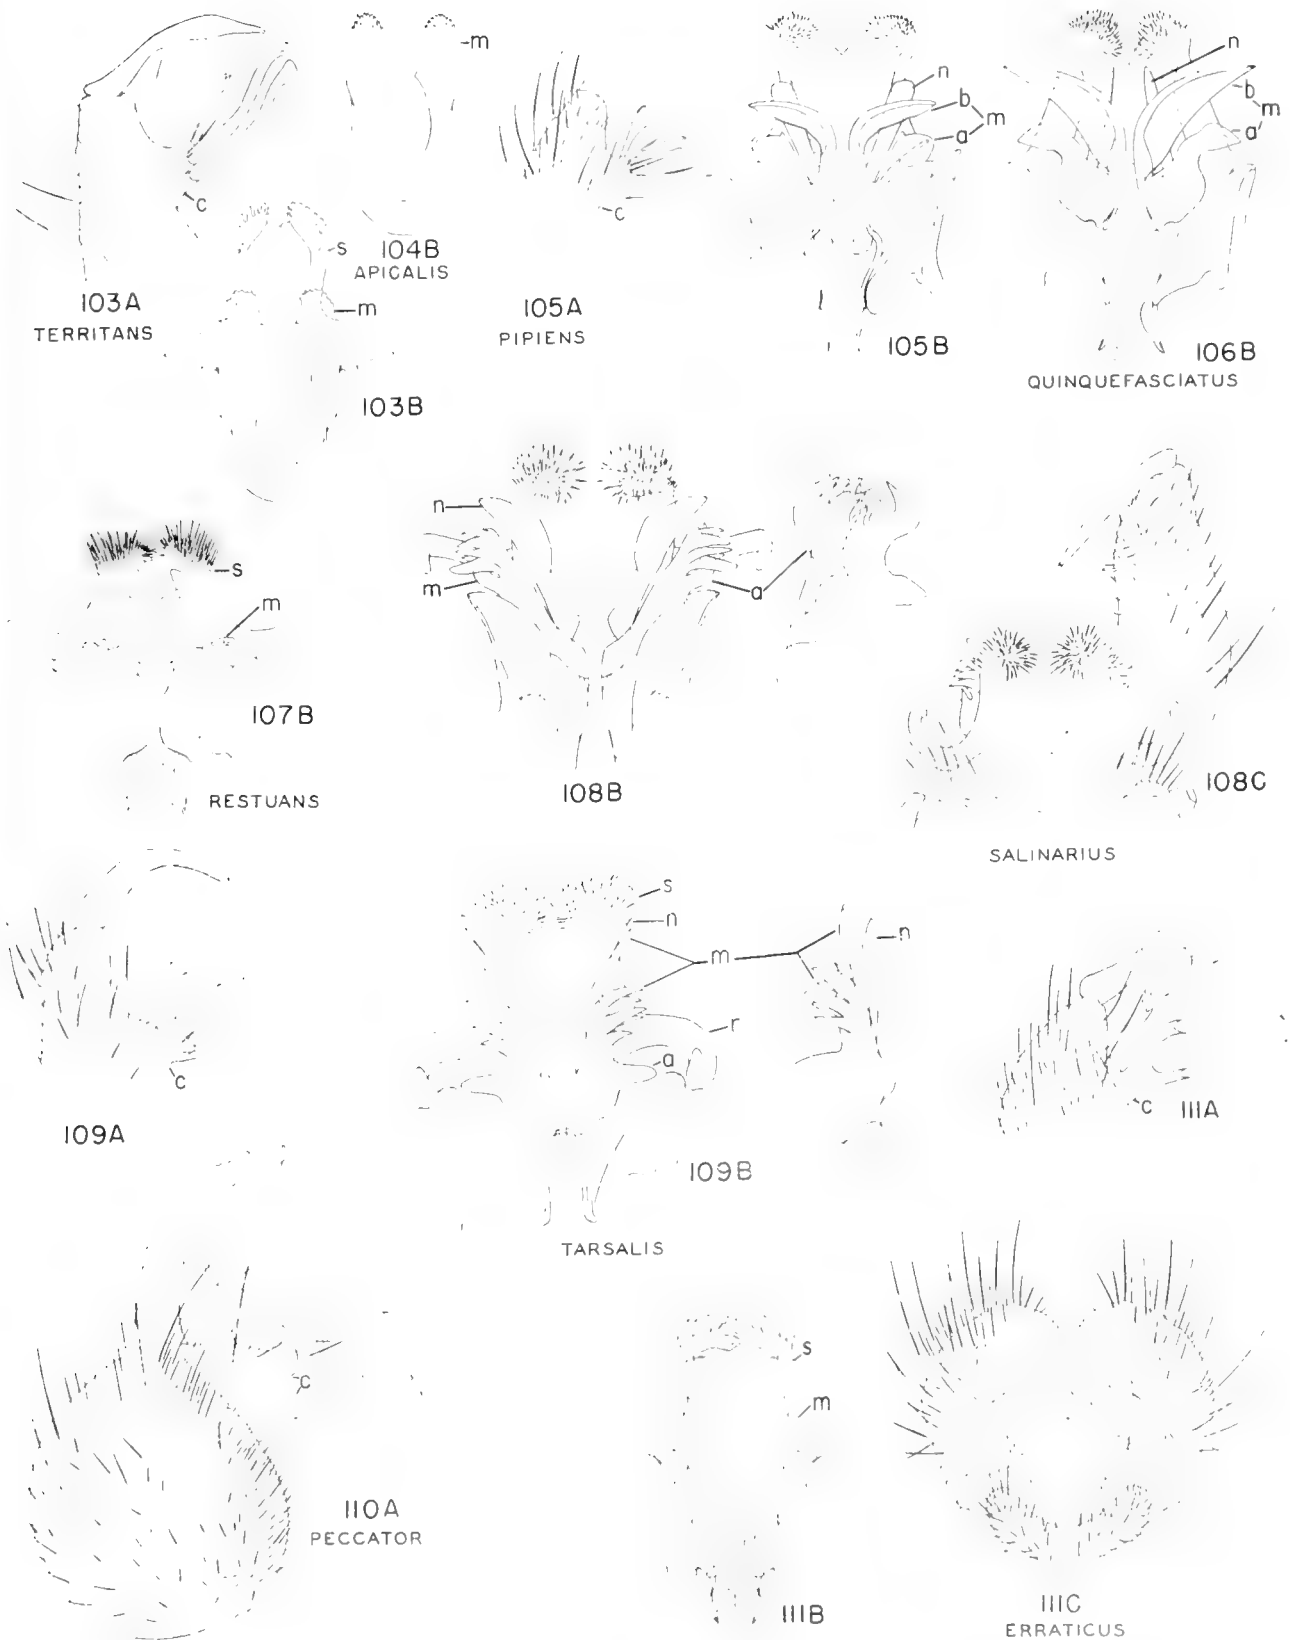 m
n
n
b
b
m
m
a
a
c
c
s
104B
APICALIS
103A
TERRITANS
m
105A
PIPIENS
105B
106B
QUINQUEFASCIATUS
103B
n
s
m
a
m
107B
RESTUANS
108B
108C
SALINARIUS
s
n
m
n
r
a
c
c
111A
109A
109B
TARSALIS
s
c
m
110A
PECCATOR
111B
111C
ERRATICUS